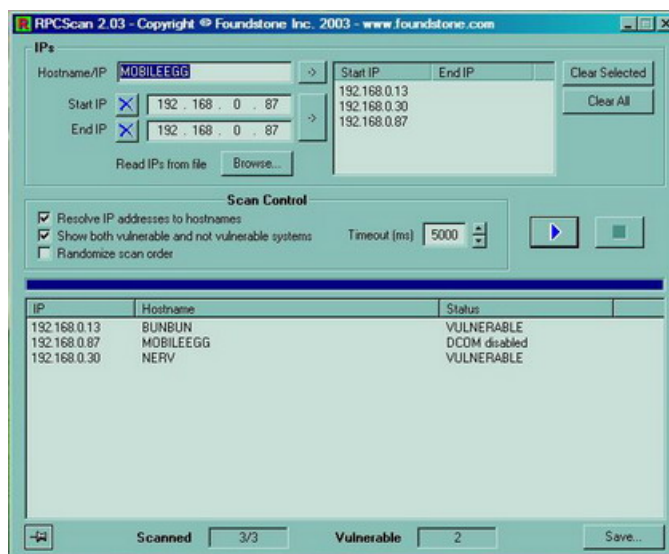 RPCScan 2.03 - Copyright © Foundstone Inc. 2003 - www.foundstone.com
IPs
Hostname/IP MOBILEEGG ->
Start IP 192 . 168 . 0 . 87
End IP 192 . 168 . 0 . 87
->
Read IPs from file Browse...
Start IP End IP
192.168.0.13
192.168.0.30
192.168.0.87
Clear Selected
Clear All
Scan Control
Resolve IP addresses to hostnames
Show both vulnerable and not vulnerable systems
Randomize scan order
Timeout (ms) 5000
IP Hostname Status
192.168.0.13 BUNBUN VULNERABLE
192.168.0.87 MOBILEEGG DCOM disabled
192.168.0.30 NERV VULNERABLE
Scanned 3/3 Vulnerable 2 Save...